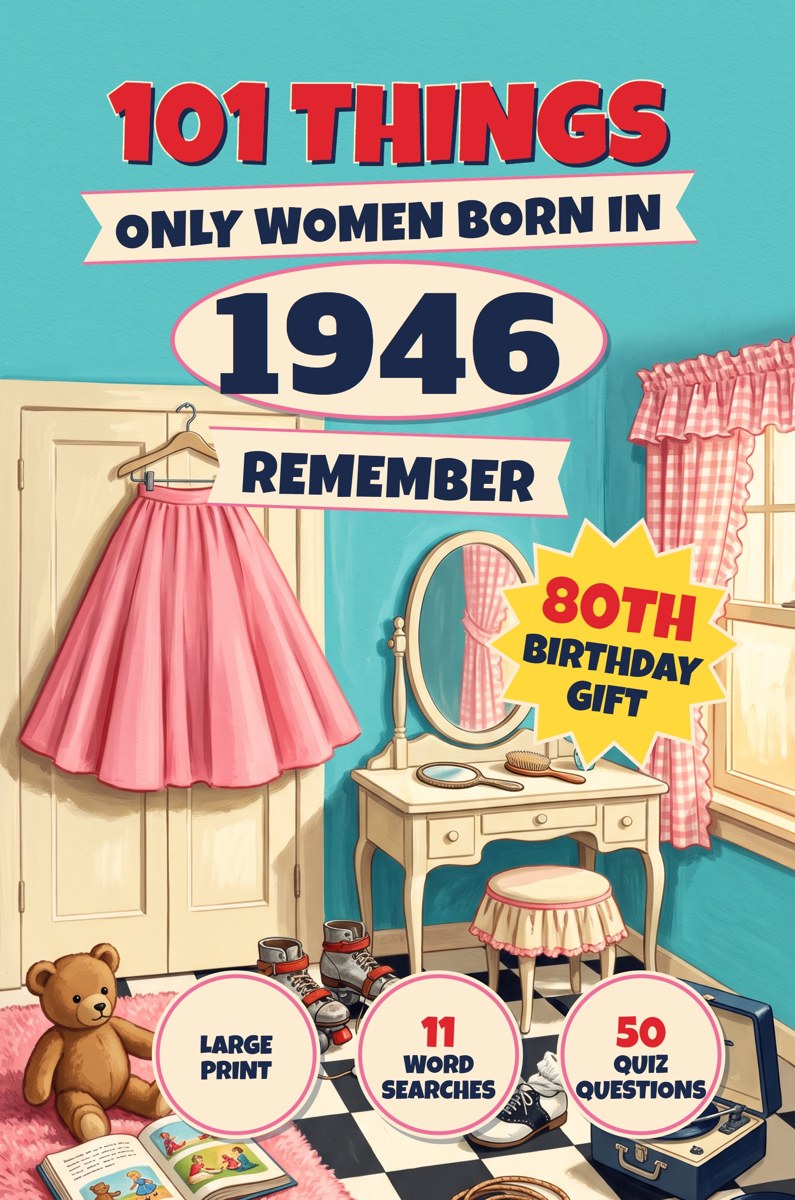 101 THINGS
ONLY WOMEN BORN IN
1946
REMEMBER
80TH
BIRTHDAY
GIFT
LARGE
PRINT
11
WORD
SEARCHES
50
QUIZ
QUESTIONS